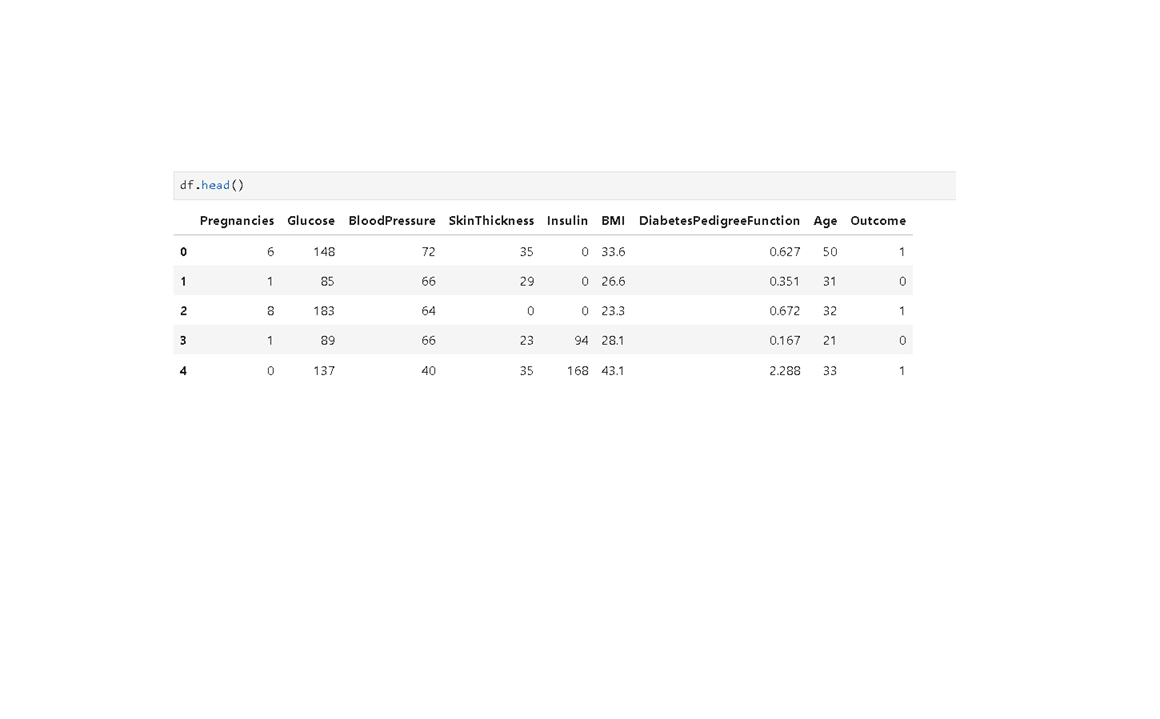 df.head()
Pregnancies Glucose BloodPressure SkinThickness Insulin BMI DiabetesPedigreeFunction Age Outcome
0 6 148 72 35 0 33.6 0.627 50 1
1 1 85 66 29 0 26.6 0.351 31 0
2 8 183 64 0 0 23.3 0.672 32 1
3 1 89 66 23 94 28.1 0.167 21 0
4 0 137 40 35 168 43.1 2.288 33 1